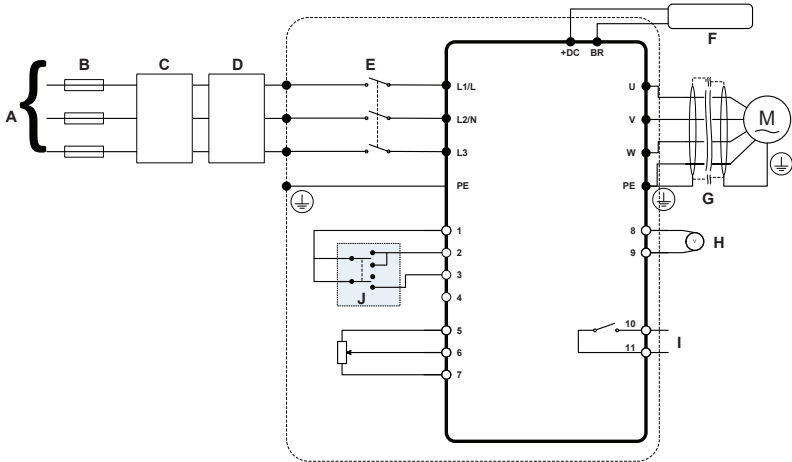 +DC BR
F
A
B
C
D
E
L1/L
L2/N
L3
PE
U
V
W
PE
M
G
1
2
3
4
5
6
7
8
9
V
H
10
11
I
J